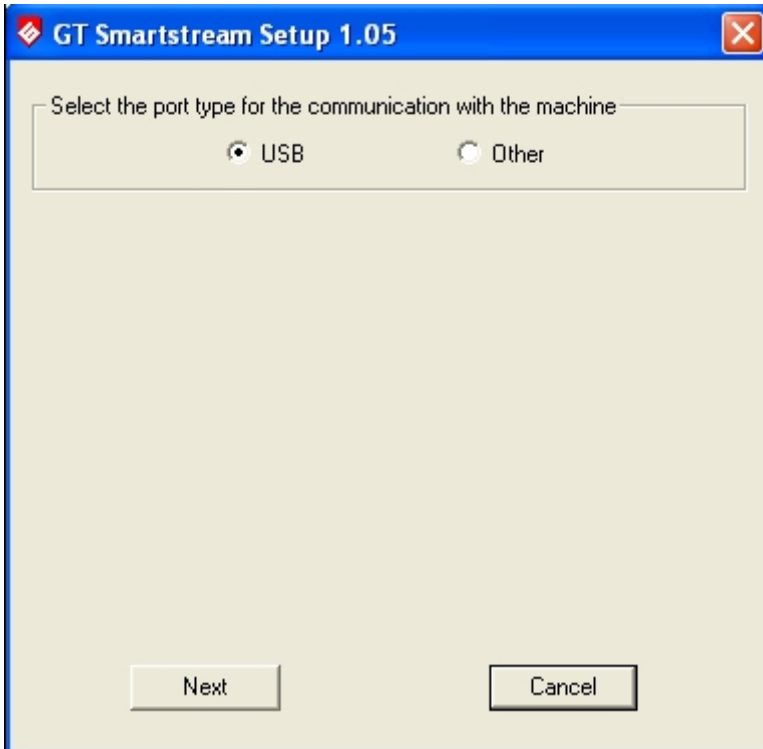 GT Smartstream Setup 1.05
Select the port type for the communication with the machine
USB Other
Next Cancel